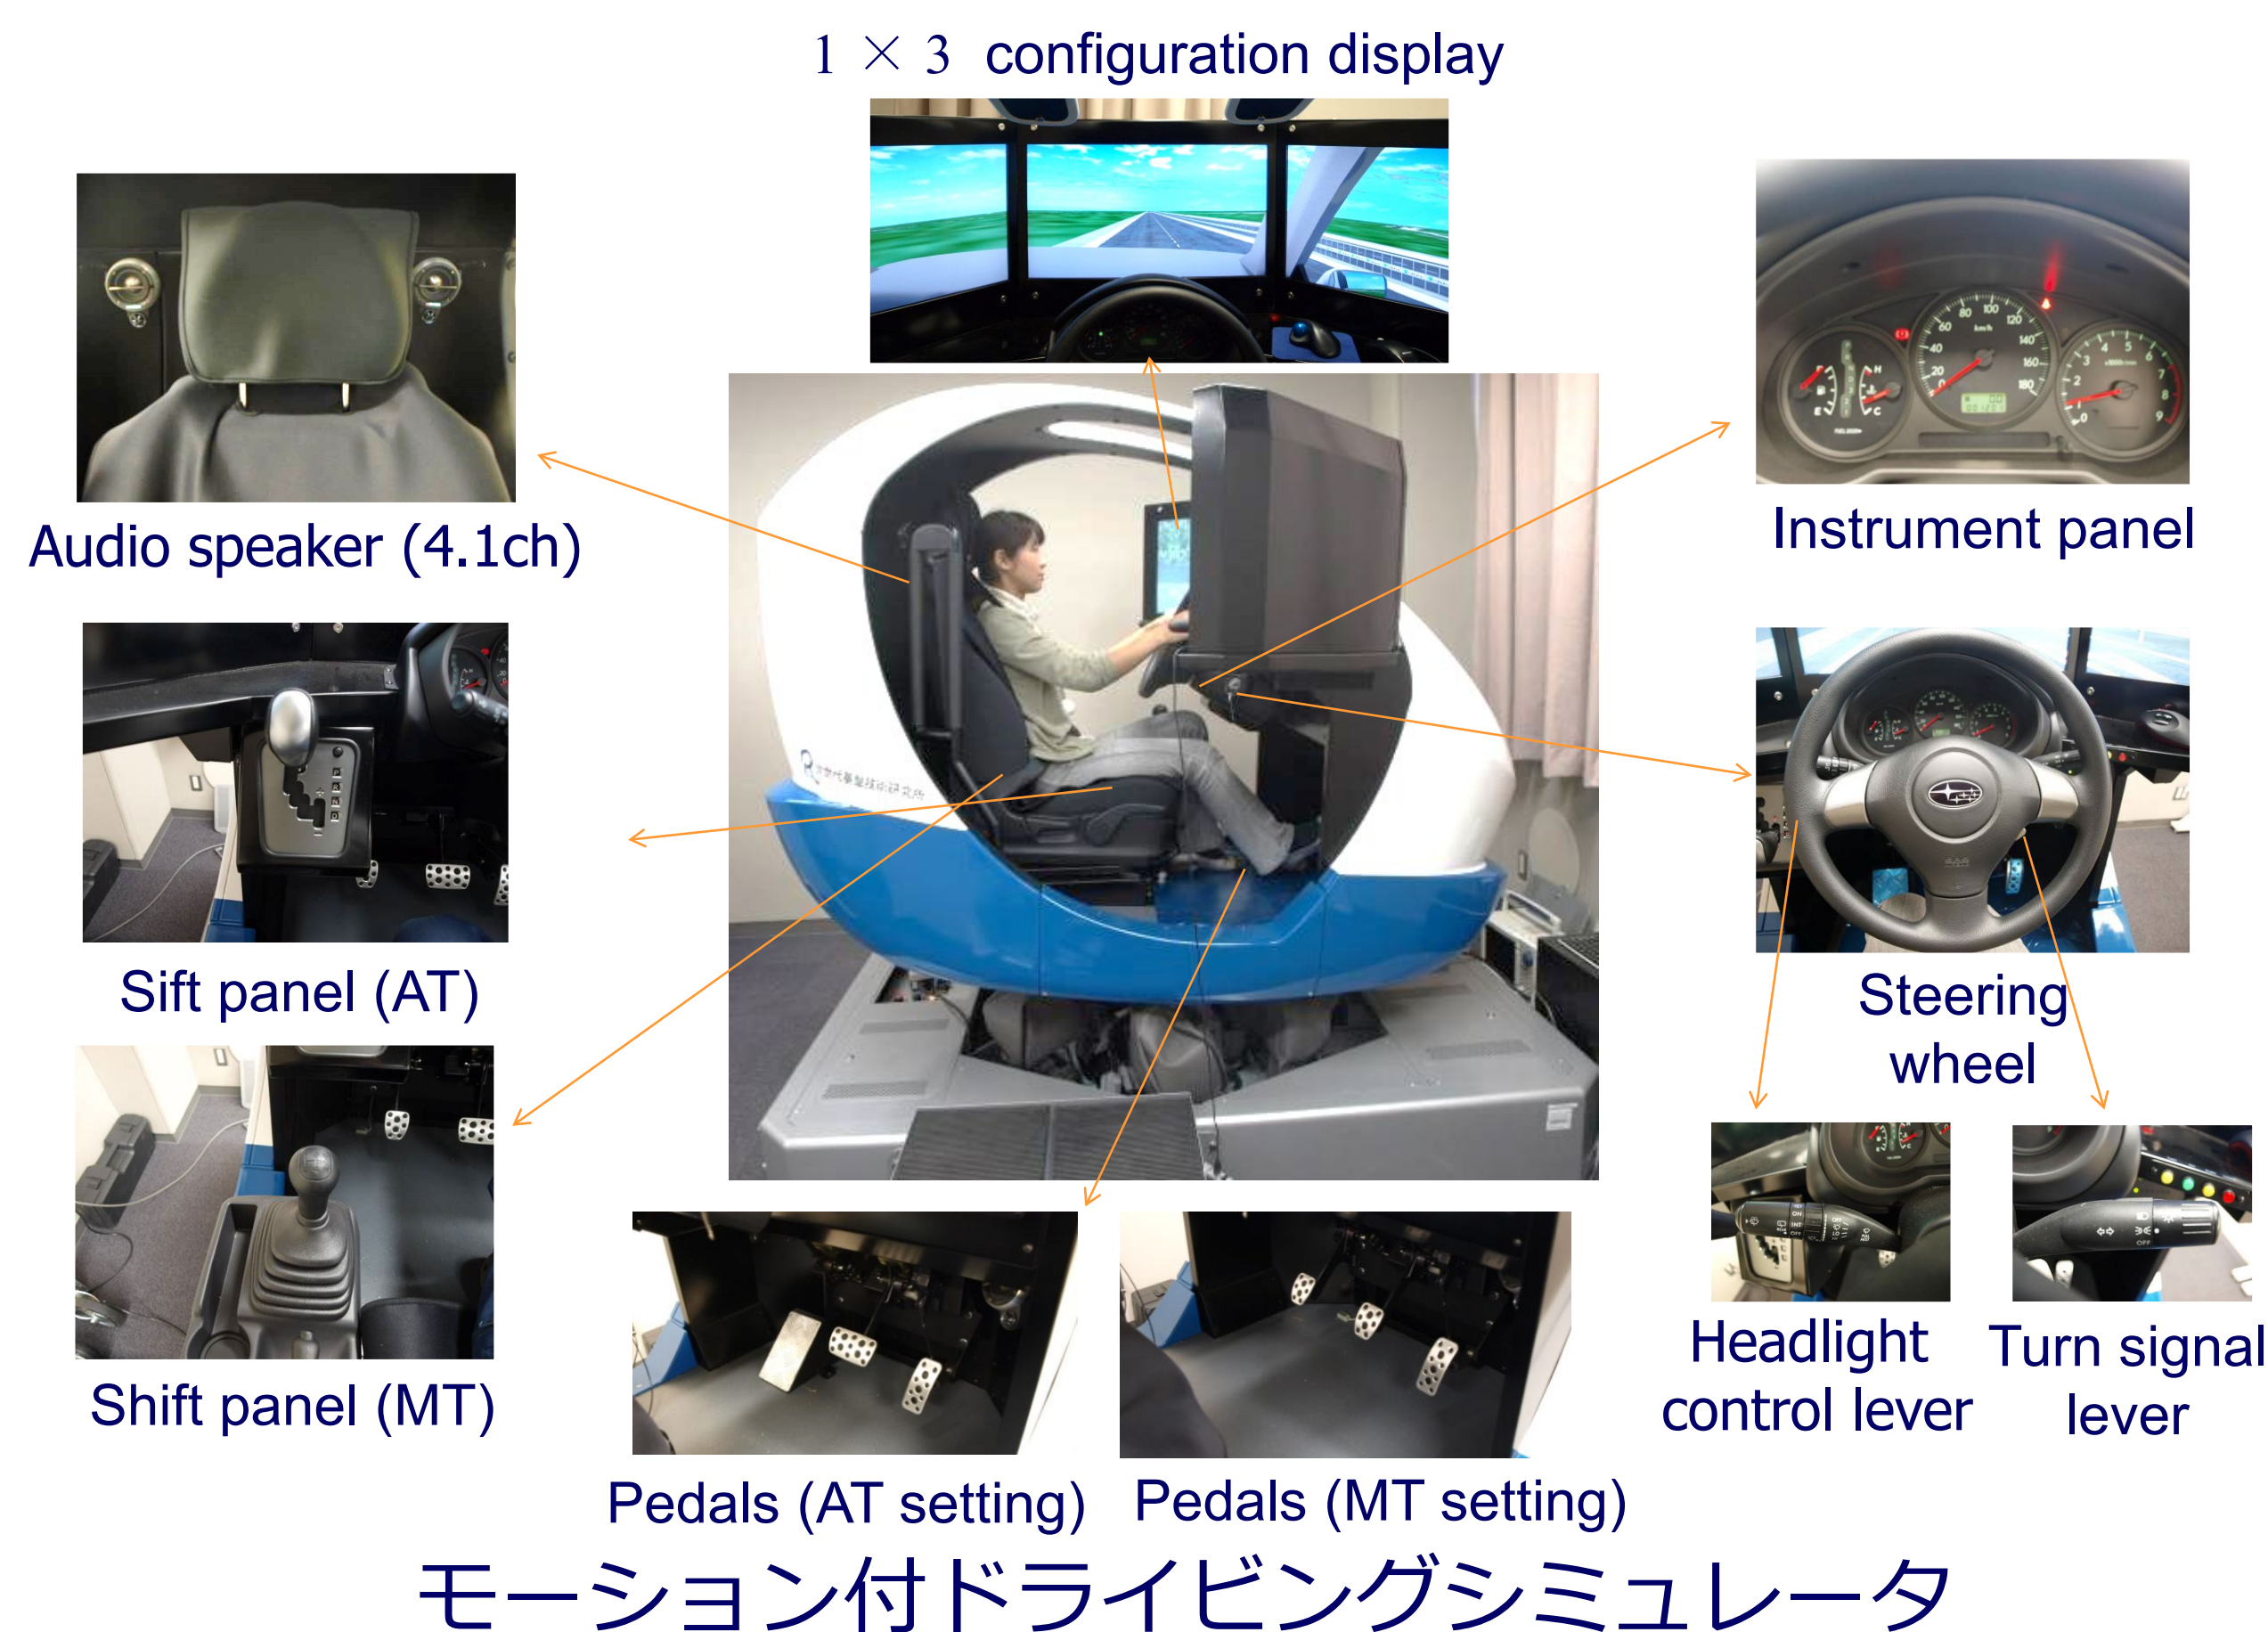 1 × 3 configuration display
Audio speaker (4.1ch)
Instrument panel
Sift panel (AT)
Steering
wheel
Shift panel (MT)
Headlight
control lever
Turn signal
lever
Pedals (AT setting)
Pedals (MT setting)
モーション付ドライビングシミュレータ